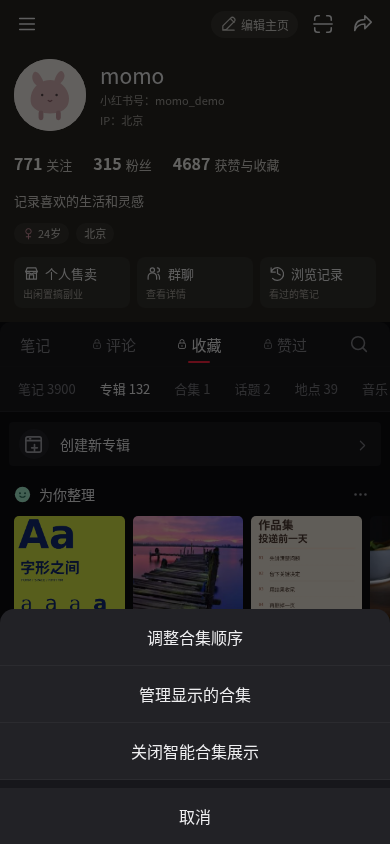 编辑主页
momo
小红书号：momo_demo
IP：北京
771 关注 315 粉丝 4687 获赞与收藏
记录喜欢的生活和灵感
24岁 北京
个人售卖 群聊 浏览记录
出闲置搞副业 查看详情 看过的笔记
笔记 评论 收藏 赞过
笔记 3900 专辑 132 合集 1 话题 2 地点 39 音乐
创建新专辑
为你整理
Aa
字形之间
a a a a
作品集
投递前一天
调整合集顺序
管理显示的合集
关闭智能合集展示
取消